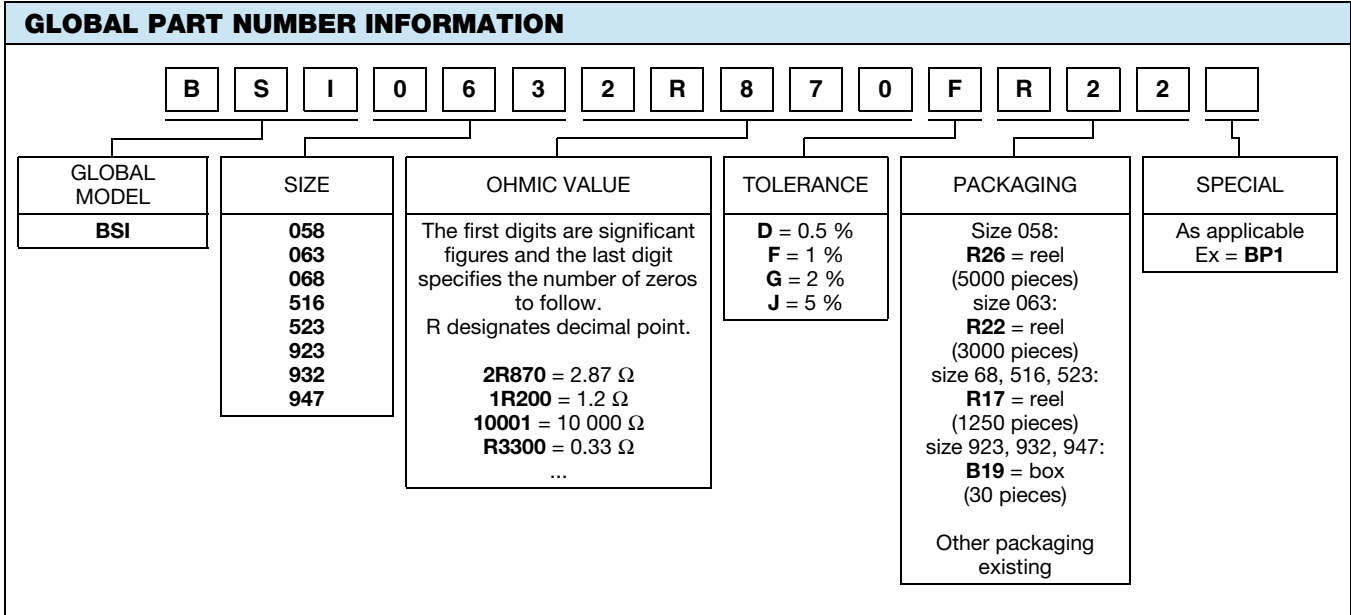 GLOBAL PART NUMBER INFORMATION
B S I 0 6 3 2 R 8 7 0 F R 2 2
GLOBAL
MODEL
BSI
SIZE
058
063
068
516
523
923
932
947
OHMIC VALUE
The first digits are significant
figures and the last digit
specifies the number of zeros
to follow.
R designates decimal point.
2R870 = 2.87 Ω
1R200 = 1.2 Ω
10001 = 10 000 Ω
R3300 = 0.33 Ω
...
TOLERANCE
D = 0.5 %
F = 1 %
G = 2 %
J = 5 %
PACKAGING
Size 058:
R26 = reel
(5000 pieces)
size 063:
R22 = reel
(3000 pieces)
size 68, 516, 523:
R17 = reel
(1250 pieces)
size 923, 932, 947:
B19 = box
(30 pieces)
Other packaging
existing
SPECIAL
As applicable
Ex = BP1